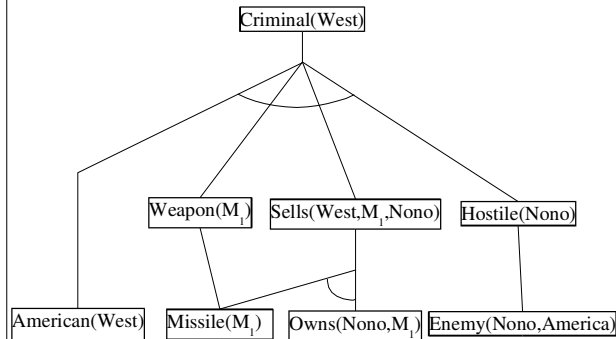 Criminal(West)
Weapon(M₁)
Sells(West,M₁,Nono)
Hostile(Nono)
American(West)
Missile(M₁)
Owns(Nono,M₁)
Enemy(Nono,America)